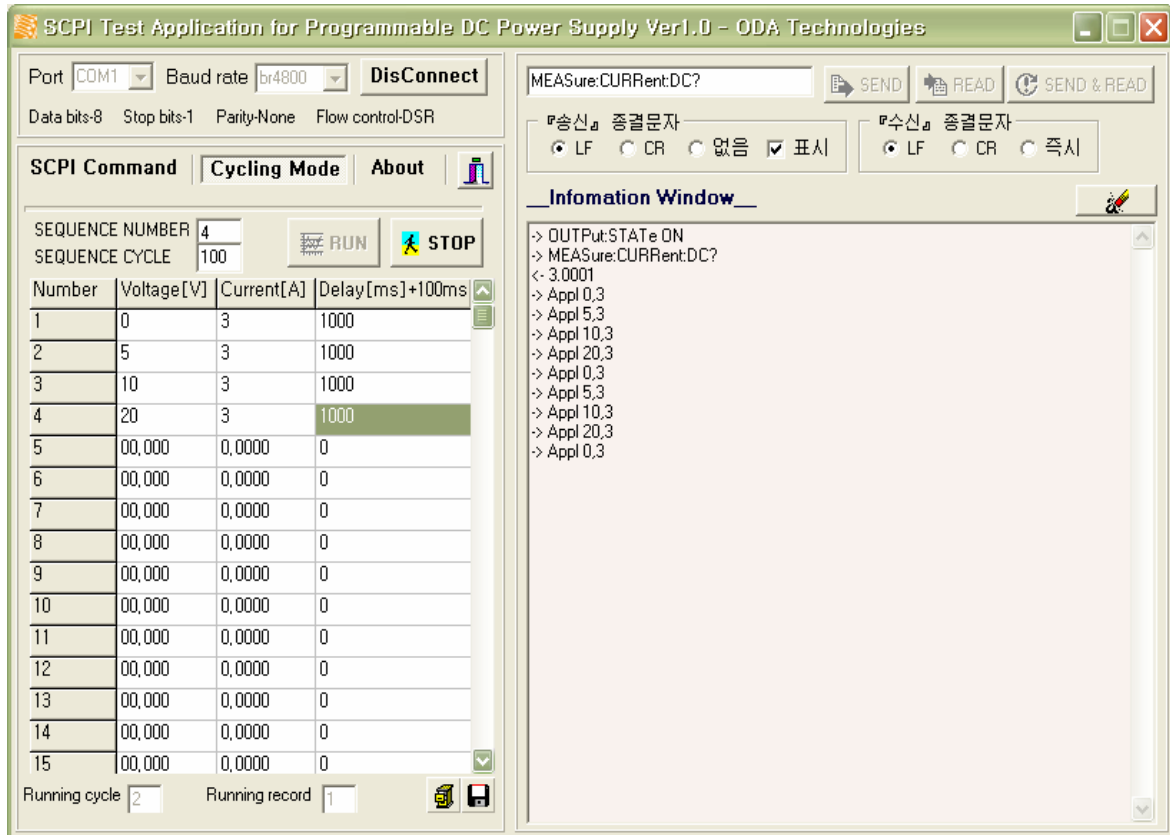 SCPI Test Application for Programmable DC Power Supply Ver1.0 - ODA Technologies
Port COM1 Baud rate br4800 DisConnect
Data bits-8 Stop bits-1 Parity-None Flow control-DSR
SCPI Command Cycling Mode About
SEQUENCE NUMBER 4
SEQUENCE CYCLE 100
RUN STOP
Number Voltage[V] Current[A] Delay[ms]+100ms
1 0 3 1000
2 5 3 1000
3 10 3 1000
4 20 3 1000
5 00,000 0,0000 0
6 00,000 0,0000 0
7 00,000 0,0000 0
8 00,000 0,0000 0
9 00,000 0,0000 0
10 00,000 0,0000 0
11 00,000 0,0000 0
12 00,000 0,0000 0
13 00,000 0,0000 0
14 00,000 0,0000 0
15 00,000 0,0000 0
Running cycle 2 Running record 1
MEASure:CURRent:DC? SEND READ SEND & READ
『송신』 종결문자
LF CR 없음 표시
『수신』 종결문자
LF CR 즉시
__Infomation Window__
-> OUTPut:STATe ON
-> MEASure:CURRent:DC?
<- 3.0001
-> Appl 0,3
-> Appl 5,3
-> Appl 10,3
-> Appl 20,3
-> Appl 0,3
-> Appl 5,3
-> Appl 10,3
-> Appl 20,3
-> Appl 0,3